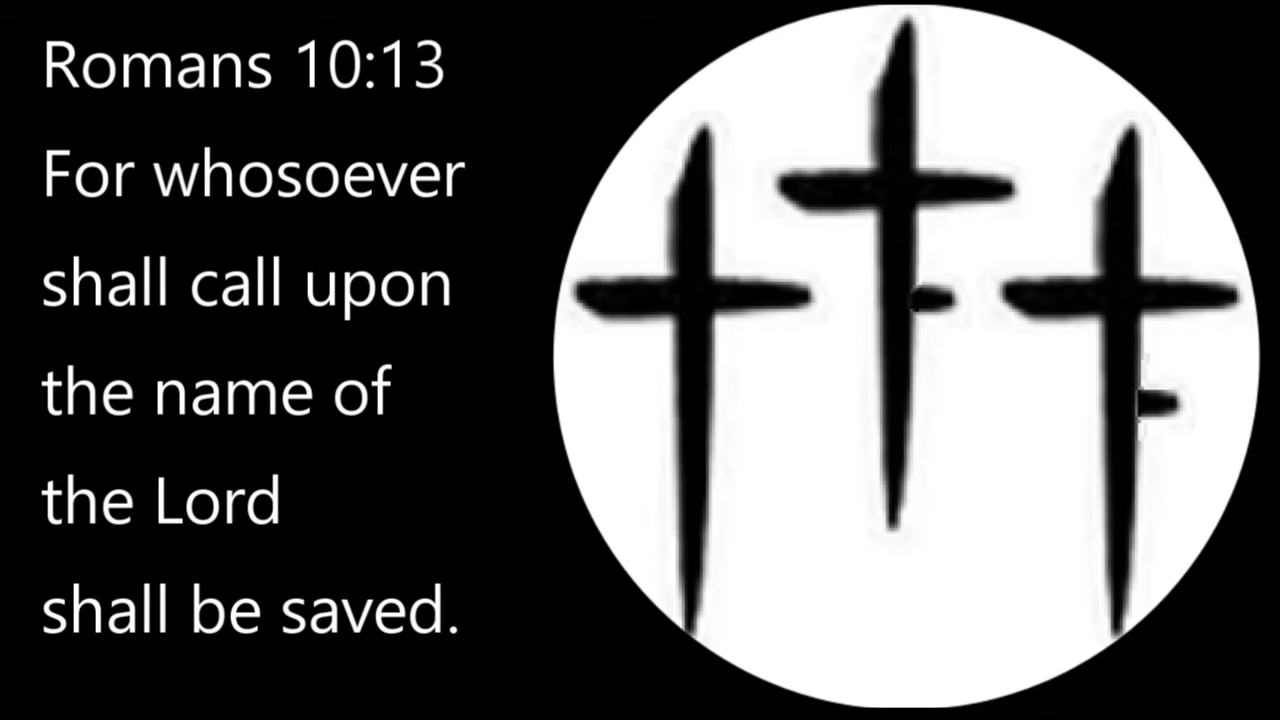 Romans 10:13
For whosoever
shall call upon
the name of
the Lord
shall be saved.